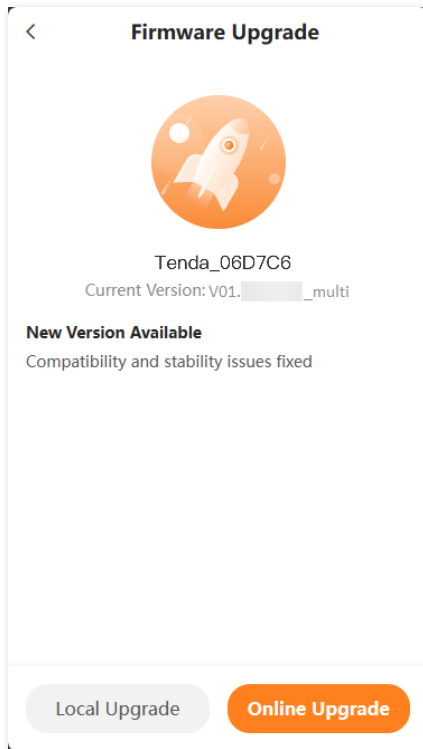 Firmware Upgrade
Tenda_06D7C6
Current Version: V01. _multi
New Version Available
Compatibility and stability issues fixed
Local Upgrade
Online Upgrade